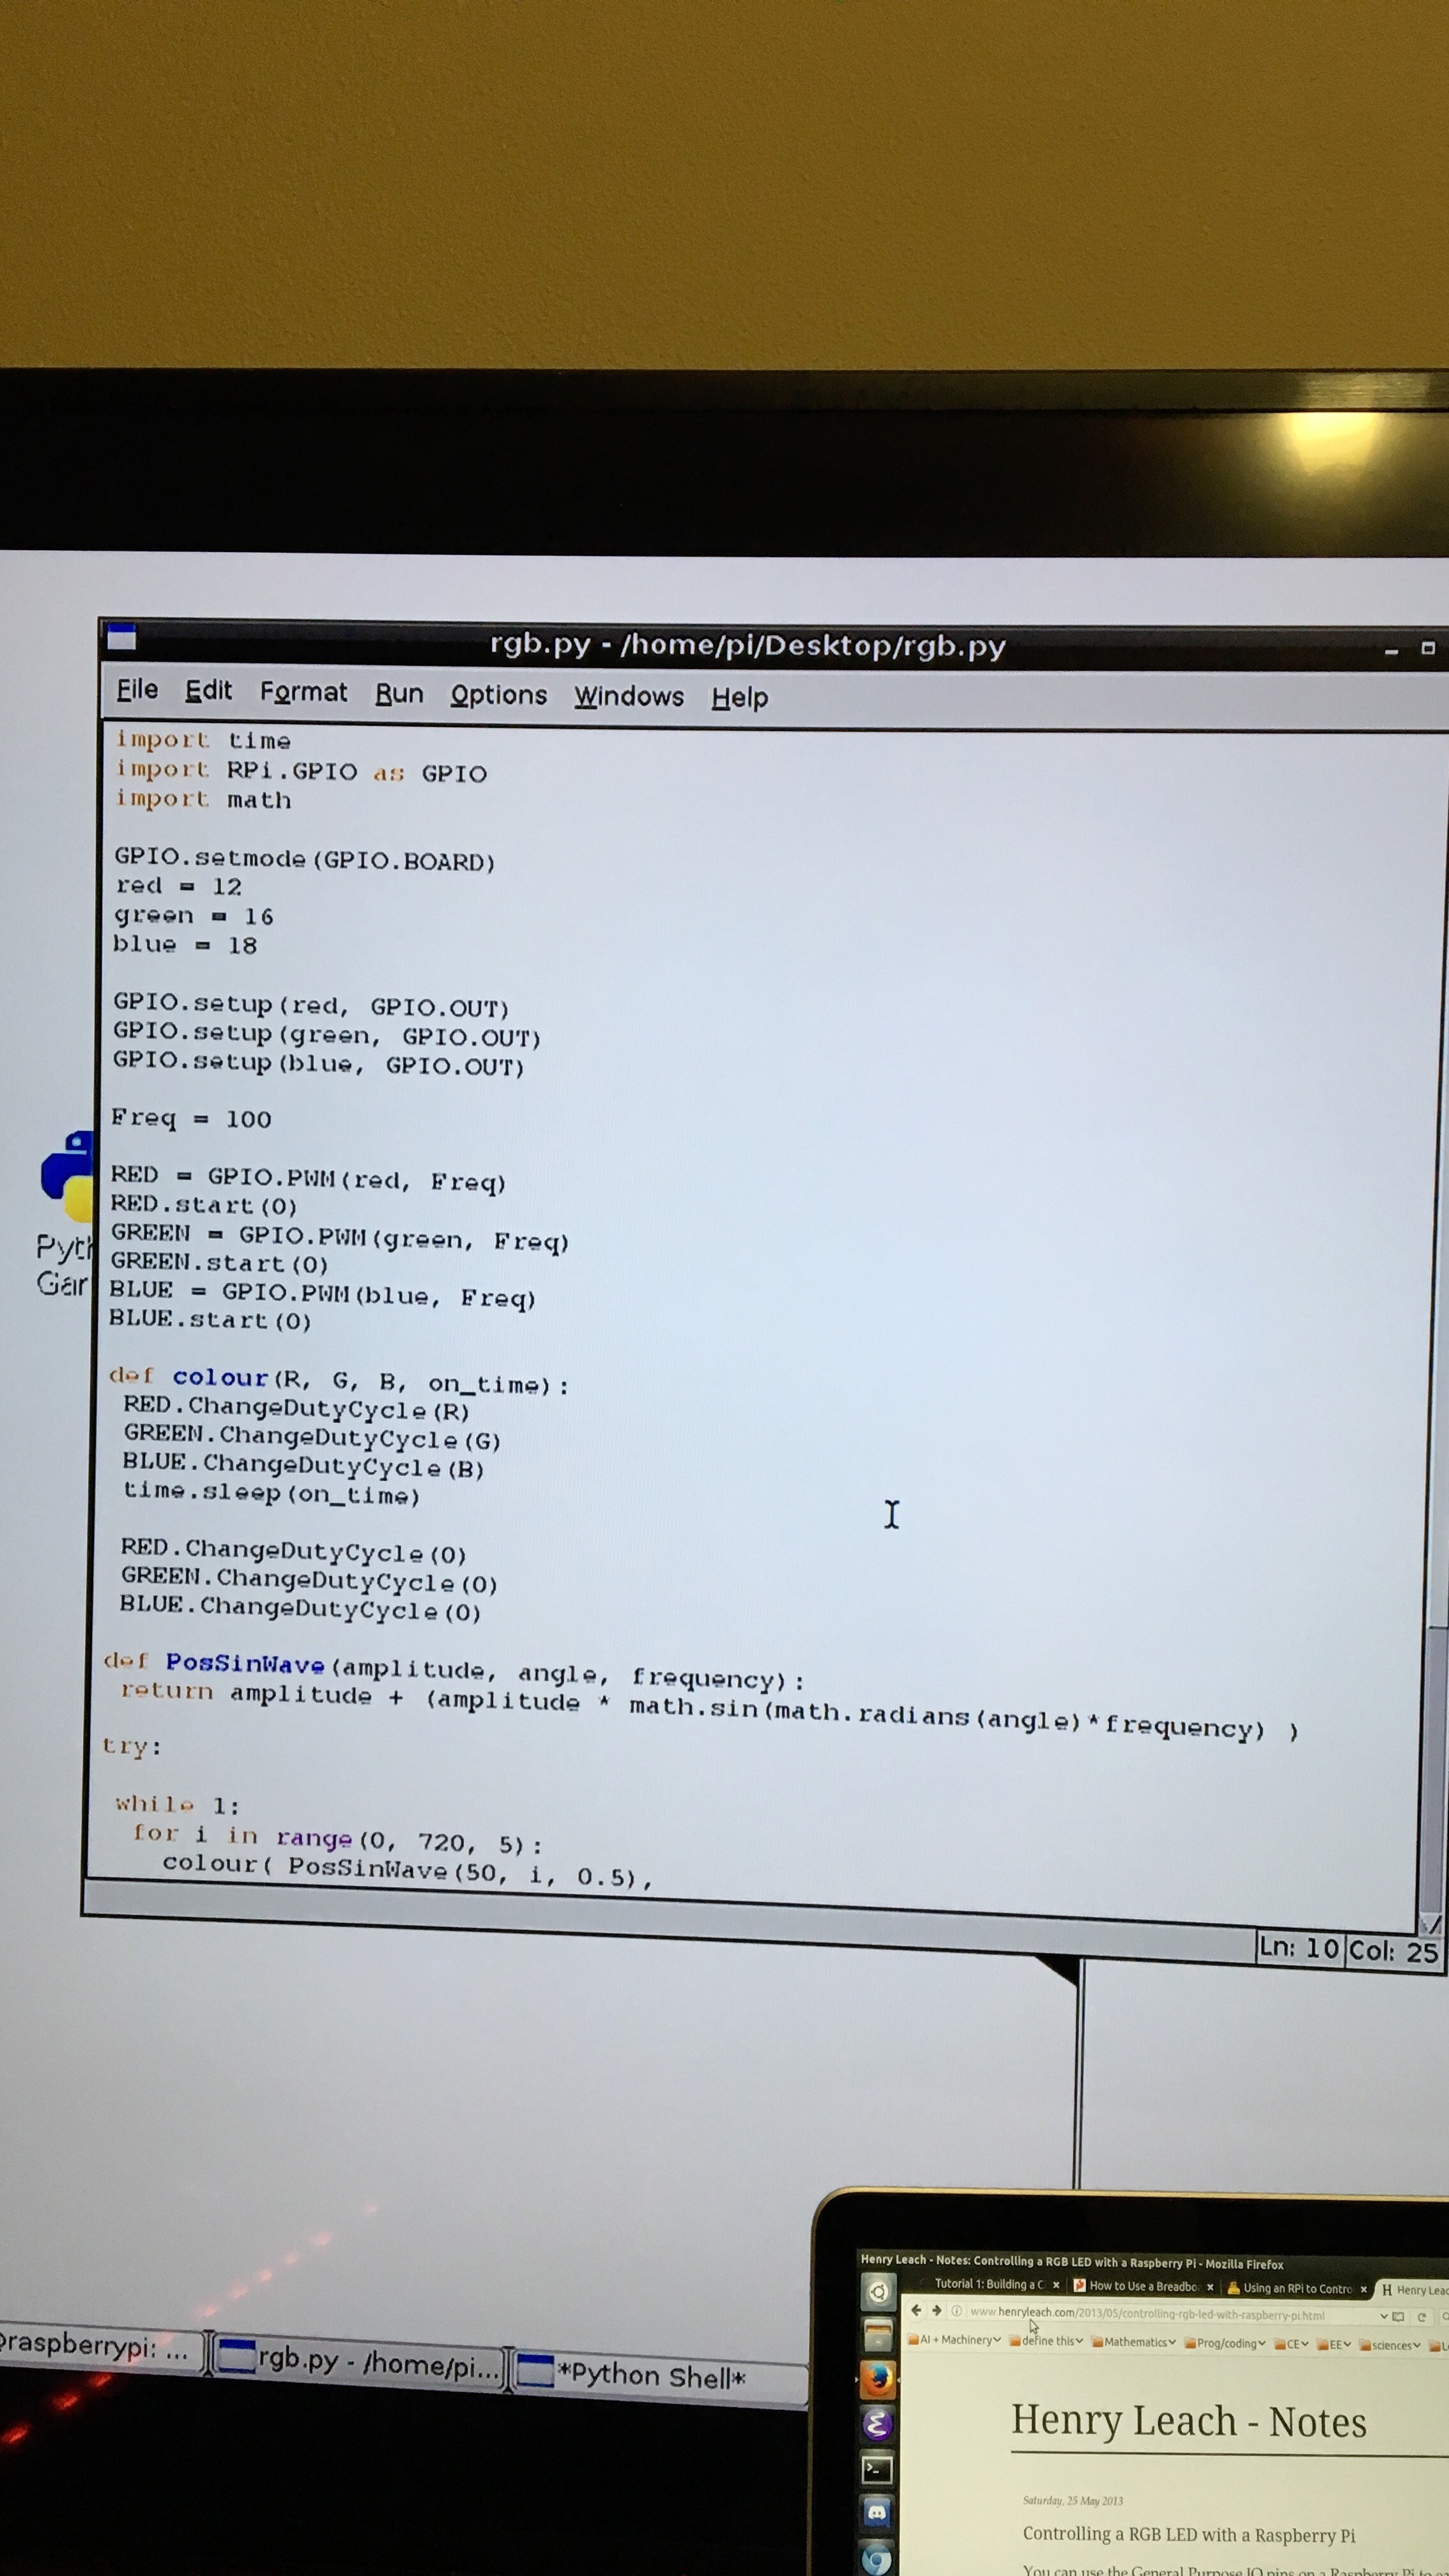 rgb.py - /home/pi/Desktop/rgb.py
File Edit Format Run Options Windows Help
import time
import RPi.GPIO as GPIO
import math
GPIO.setmode(GPIO.BOARD)
red = 12
green = 16
blue = 18
GPIO.setup(red, GPIO.OUT)
GPIO.setup(green, GPIO.OUT)
GPIO.setup(blue, GPIO.OUT)
Freq = 100
RED = GPIO.PWM(red, Freq)
RED.start(0)
GREEN = GPIO.PWM(green, Freq)
GREEN.start(0)
BLUE = GPIO.PWM(blue, Freq)
BLUE.start(0)
def colour(R, G, B, on_time):
RED.ChangeDutyCycle(R)
GREEN.ChangeDutyCycle(G)
BLUE.ChangeDutyCycle(B)
time.sleep(on_time)
RED.ChangeDutyCycle(0)
GREEN.ChangeDutyCycle(0)
BLUE.ChangeDutyCycle(0)
def PosSinWave(amplitude, angle, frequency):
return amplitude + (amplitude * math.sin(math.radians(angle)*frequency) )
try:
while 1:
for i in range(0, 720, 5):
colour( PosSinWave(50, i, 0.5),
Ln: 10 Col: 25
Pyth
Gar
raspberrypi: ...
rgb.py - /home/pi...
*Python Shell*
Henry Leach - Notes: Controlling a RGB LED with a Raspberry Pi - Mozilla Firefox
Tutorial 1: Building a C × How to Use a Breadbo × Using an RPi to Contro × H Henry Leac
www.henryleach.com/2013/05/controlling-rgb-led-with-raspberry-pi.html
AI + Machinery define this Mathematics Prog/coding CE EE sciences
Henry Leach - Notes
Saturday, 25 May 2013
Controlling a RGB LED with a Raspberry Pi
You can use the General Purpose IO pins on a Raspberry Pi to